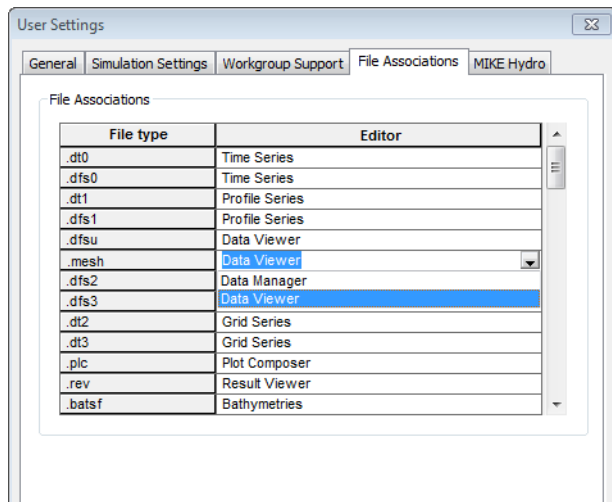 User Settings
General Simulation Settings Workgroup Support File Associations MIKE Hydro
File Associations
File type Editor
.dt0 Time Series
.dfs0 Time Series
.dt1 Profile Series
.dfs1 Profile Series
.dfsu Data Viewer
.mesh Data Viewer
.dfs2 Data Manager
.dfs3 Data Viewer
.dt2 Grid Series
.dt3 Grid Series
.plc Plot Composer
.rev Result Viewer
.batsf Bathymetries